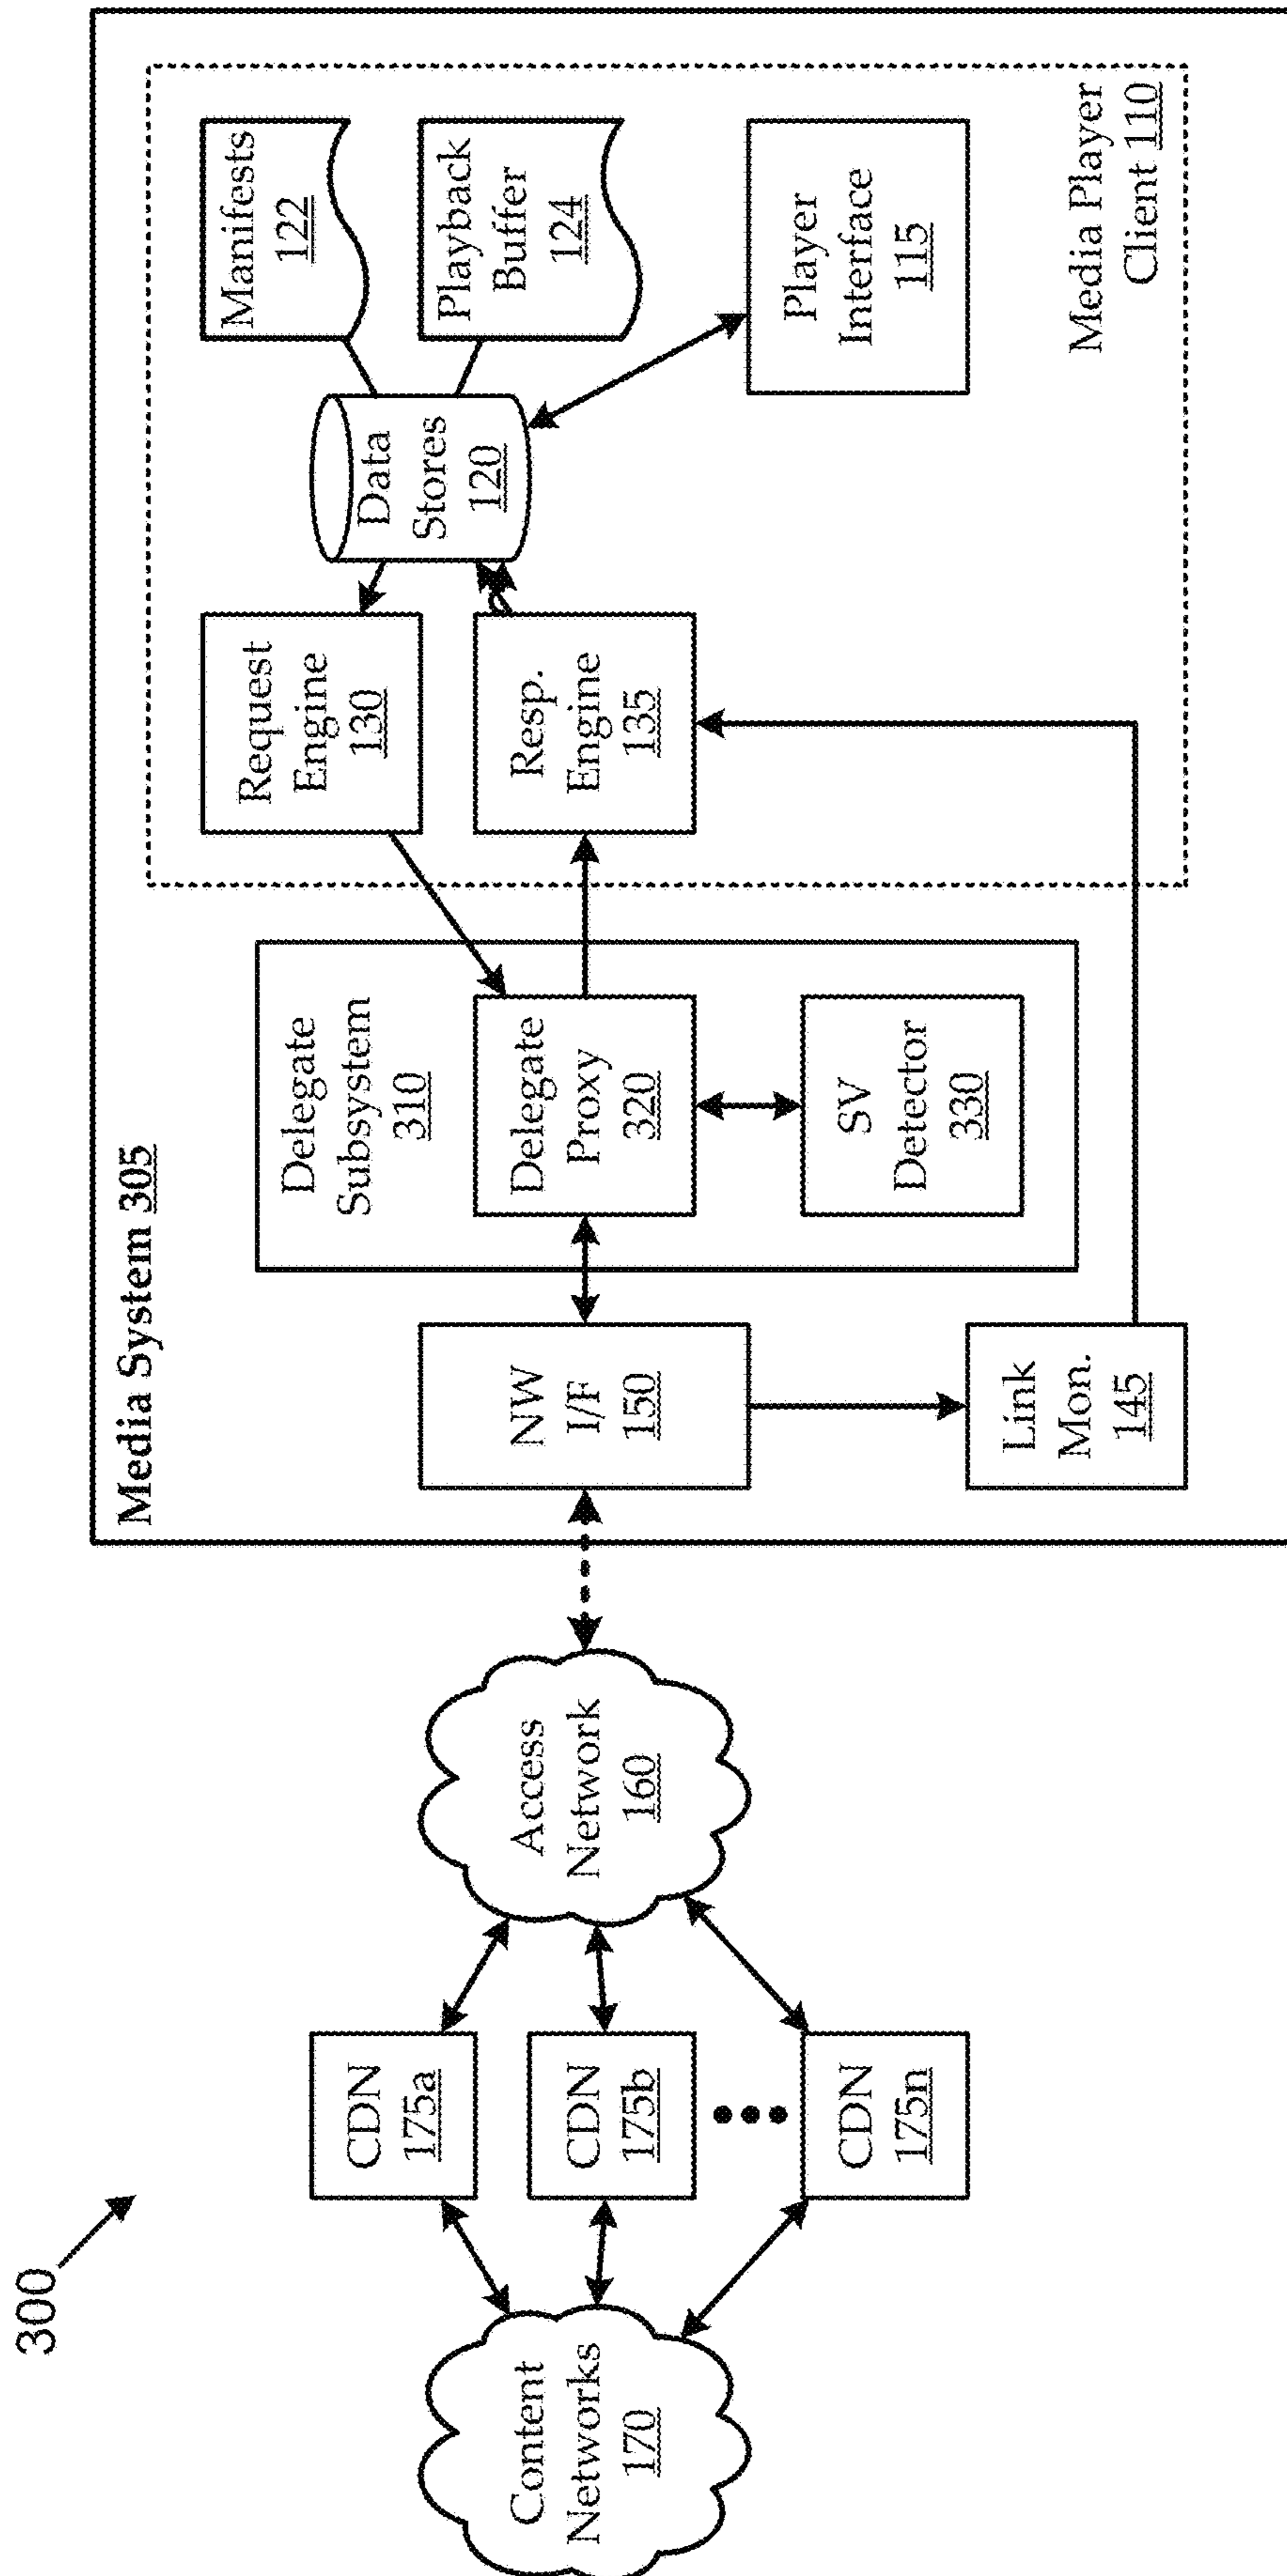 300
Content
Networks
170
CDN
175a
CDN
175b
CDN
175n
Access
Network
160
Media System 305
NW
I/F
150
Link
Mon.
145
Delegate
Subsystem
310
Delegate
Proxy
320
SV
Detector
330
Request
Engine
130
Resp.
Engine
135
Data
Stores
120
Manifests
122
Playback
Buffer
124
Player
Interface
115
Media Player
Client 110